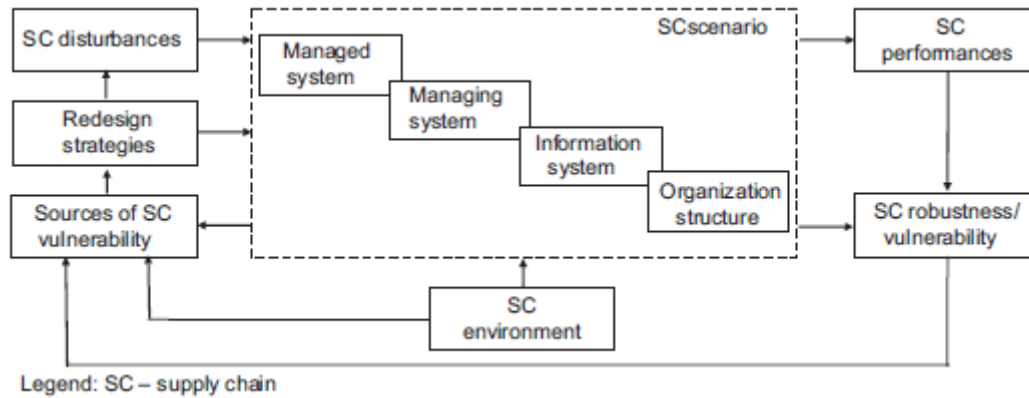 SC disturbances
SCscenario
SC
performances
Managed
system
Managing
system
Redesign
strategies
Information
system
Organization
structure
Sources of SC
vulnerability
SC robustness/
vulnerability
SC
environment
Legend: SC – supply chain